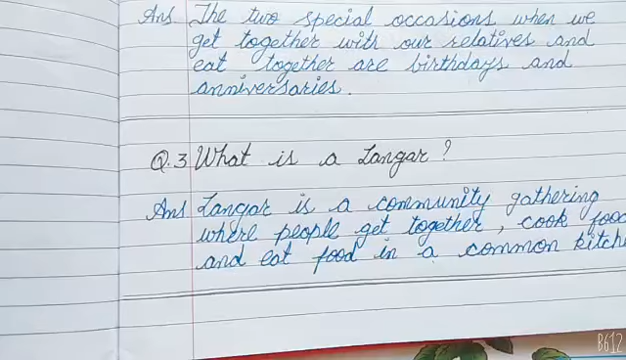 Ans The two special occasions when we
get together with our relatives and
eat together are birthdays and
anniversaries.
Q.3 What is a Langar?
Ans Langar is a community gathering
where people get together, cook food
and eat food in a common kitche
B612